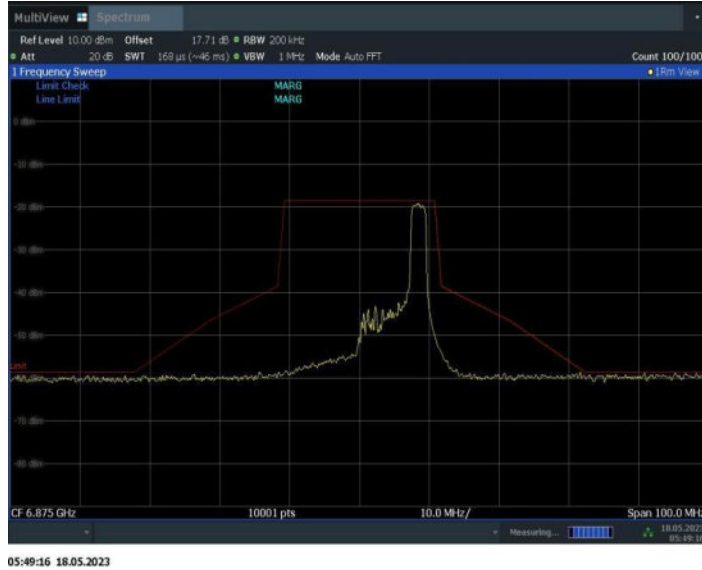 MultiView Spectrum
Ref Level 10.00 dBm Offset 17.71 dB RBW 200 kHz
Att 20 dB SWT 168 µs (~46 ms) VBW 1 MHz Mode Auto FFT Count 100/100
1 Frequency Sweep 1Rm View
Limit Check MARG
Line Limit MARG
0 dBm
-10 dBm
-20 dBm
-30 dBm
-40 dBm
-50 dBm
Limit
-70 dBm
-80 dBm
CF 6.875 GHz 10001 pts 10.0 MHz/ Span 100.0 MHz
Measuring... 18.05.2023
05:49:16
05:49:16 18.05.2023